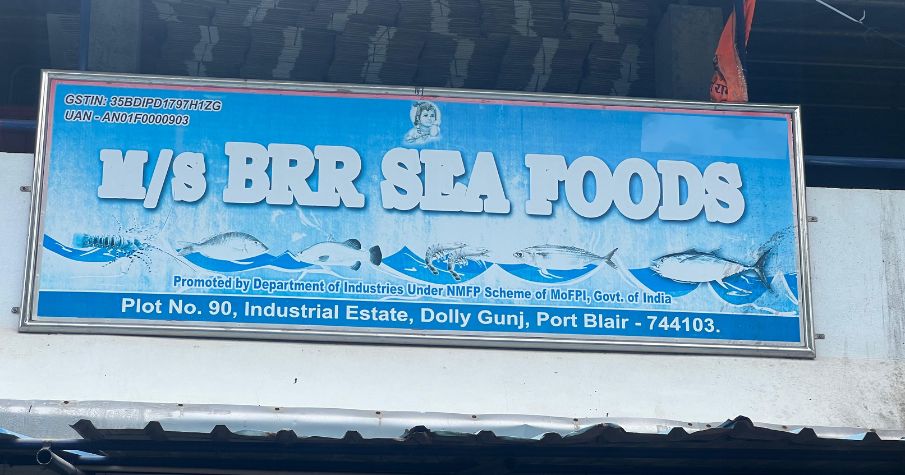 GSTIN: 35BDIPD1797H1ZG
UAN - AN01F0000903
M/S BRR SEA FOODS
Promoted by Department of Industries Under NMFP Scheme of MoFPI, Govt. of India
Plot No. 90, Industrial Estate, Dolly Gunj, Port Blair - 744103.